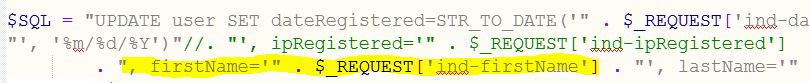 $SQL = "UPDATE user SET dateRegistered=STR_TO_DATE('" . $_REQUEST['ind-da
"', '%m/%d/%Y')"//. "', ipRegistered='" . $_REQUEST['ind-ipRegistered']
. ", firstName='" . $_REQUEST['ind-firstName'] . "', lastName='"